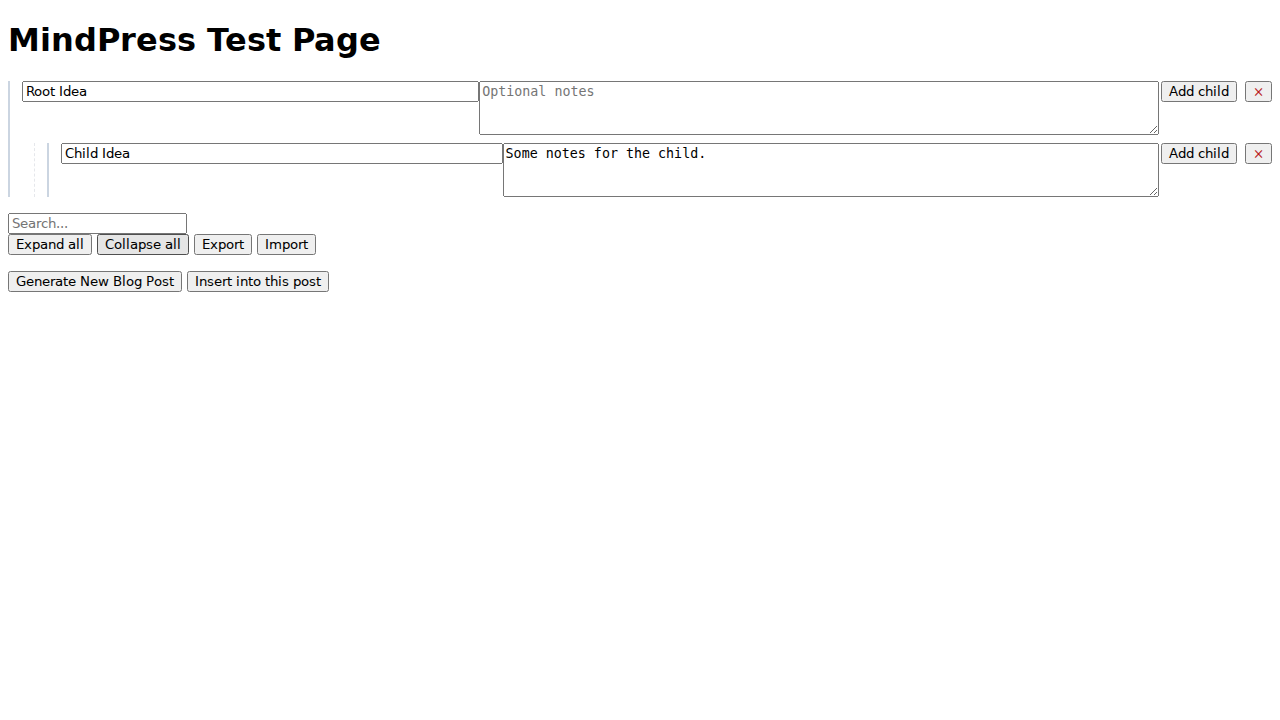 MindPress Test Page
Root Idea Optional notes Add child ×
Child Idea Some notes for the child. Add child ×
Search...
Expand all Collapse all Export Import
Generate New Blog Post Insert into this post